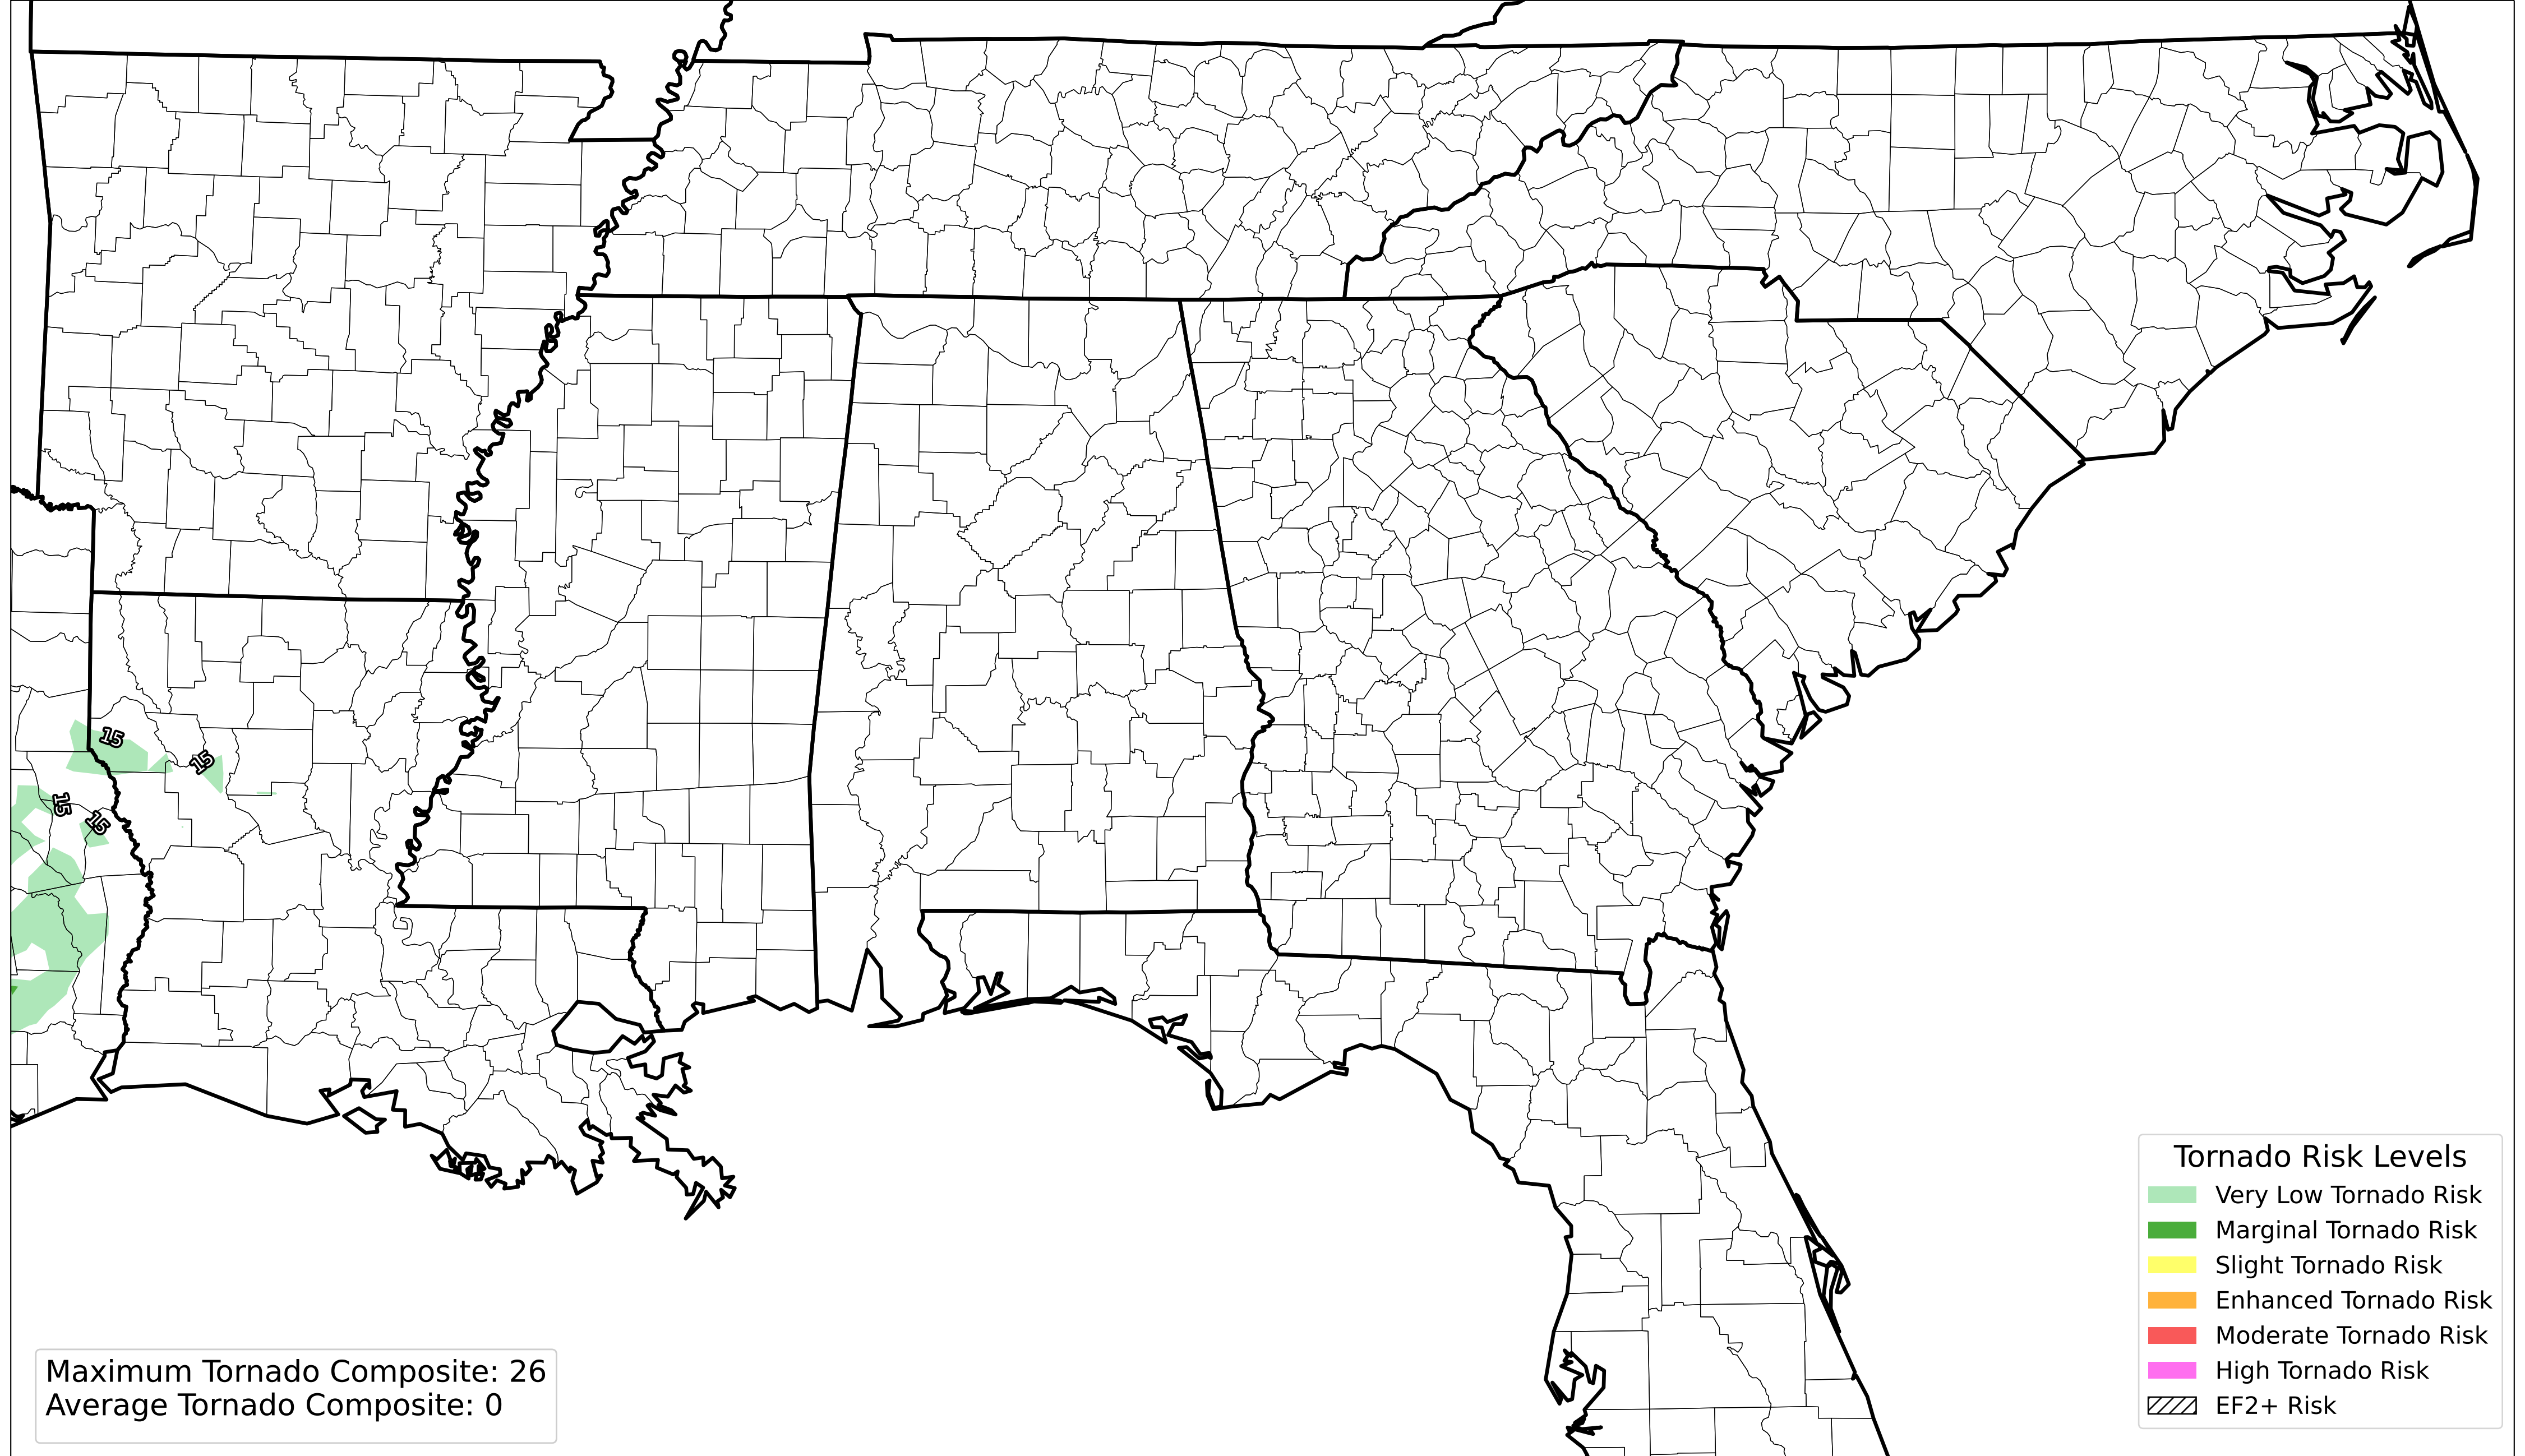 15
15
15
15
Tornado Risk Levels
Very Low Tornado Risk
Marginal Tornado Risk
Slight Tornado Risk
Enhanced Tornado Risk
Moderate Tornado Risk
High Tornado Risk
EF2+ Risk
Maximum Tornado Composite: 26
Average Tornado Composite: 0